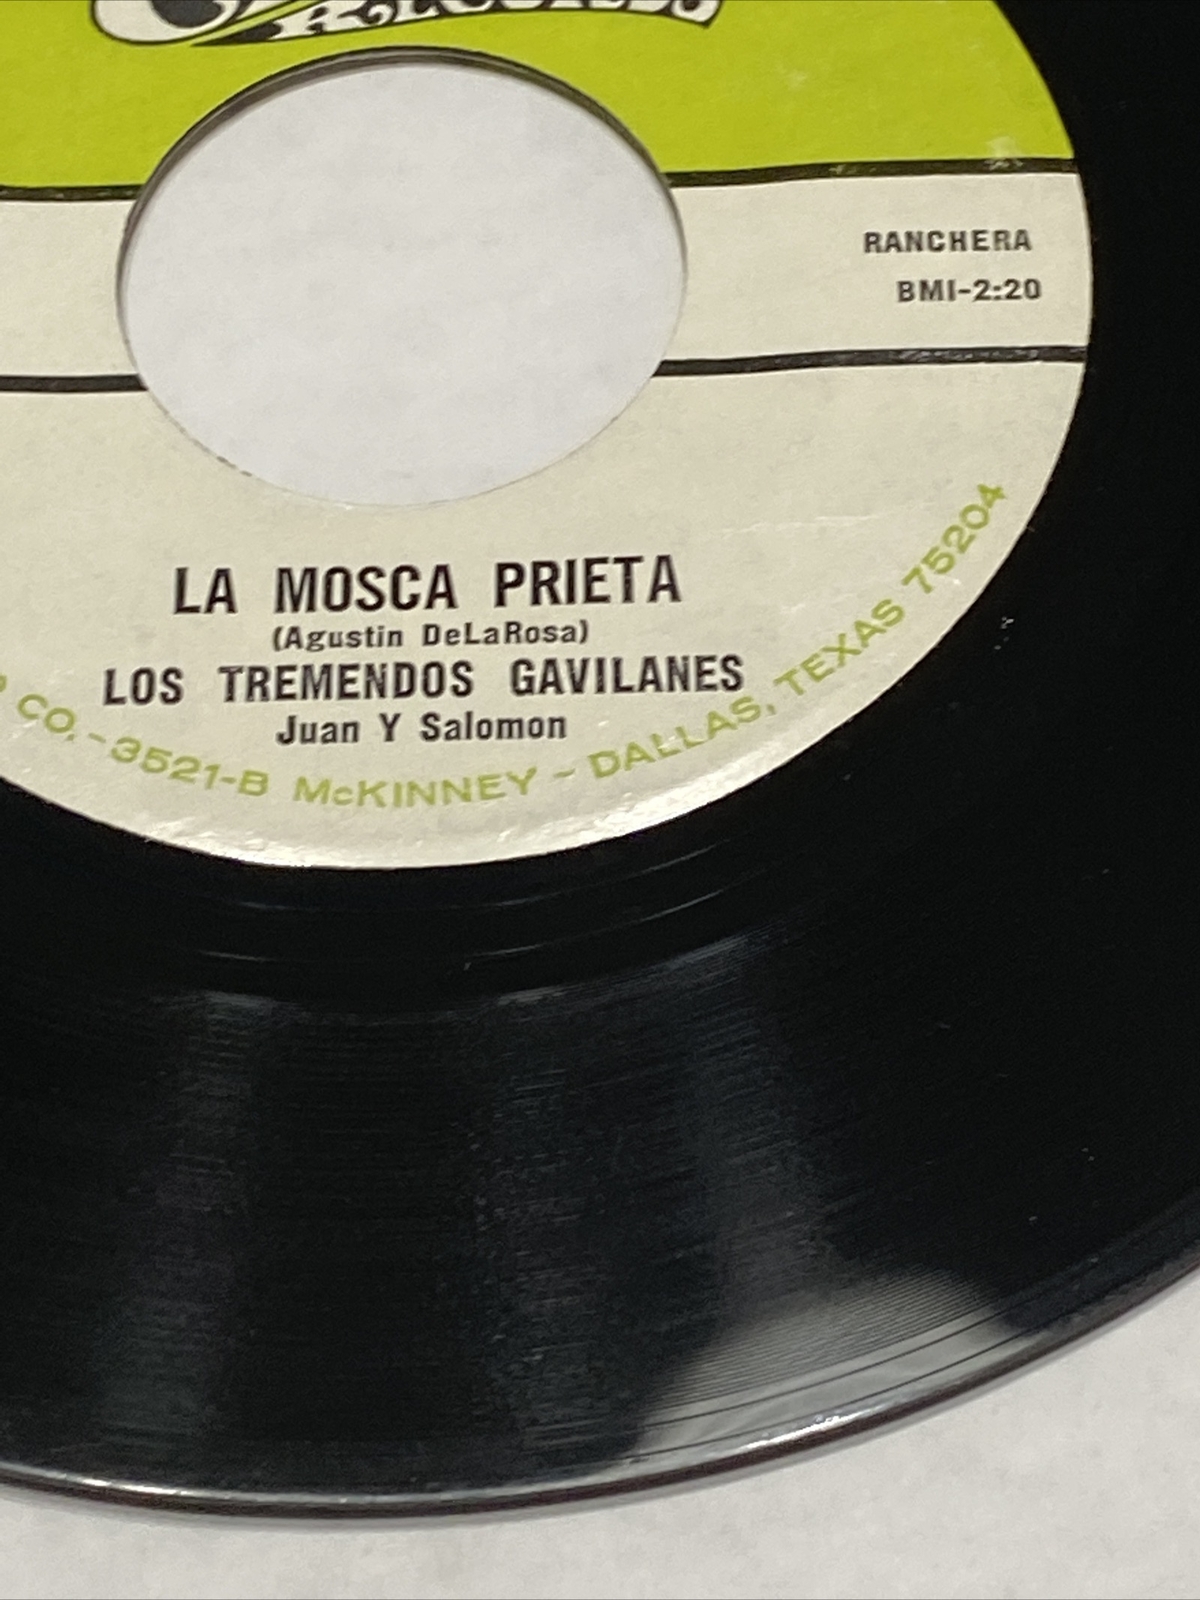 RECORDS
RANCHERA
BMI-2:20
LA MOSCA PRIETA
(Agustin DeLaRosa)
LOS TREMENDOS GAVILANES
Juan Y Salomon
CO.-3521-B McKINNEY - DALLAS, TEXAS 75204